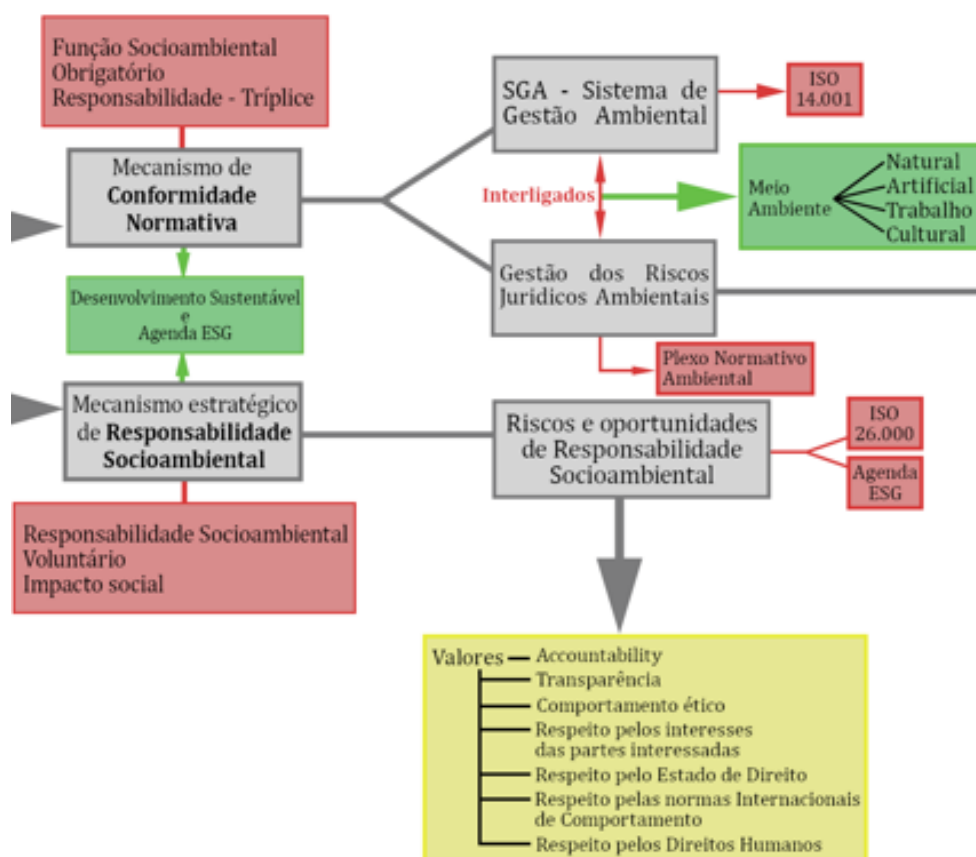 Função Socioambiental
Obrigatório
Responsabilidade - Tríplice
Mecanismo de
Conformidade
Normativa
Desenvolvimento Sustentável
e
Agenda ESG
Mecanismo estratégico
de Responsabilidade
Socioambiental
Responsabilidade Socioambiental
Voluntário
Impacto social
SGA - Sistema de
Gestão Ambiental
ISO
14.001
Interligados
Meio
Ambiente
Natural
Artificial
Trabalho
Cultural
Gestão dos Riscos
Juridicos Ambientais
Plexo Normativo
Ambiental
Riscos e oportunidades
de Responsabilidade
Socioambiental
ISO
26.000
Agenda
ESG
Valores
Accountability
Transparência
Comportamento ético
Respeito pelos interesses
das partes interessadas
Respeito pelo Estado de Direito
Respeito pelas normas Internacionais
de Comportamento
Respeito pelos Direitos Humanos